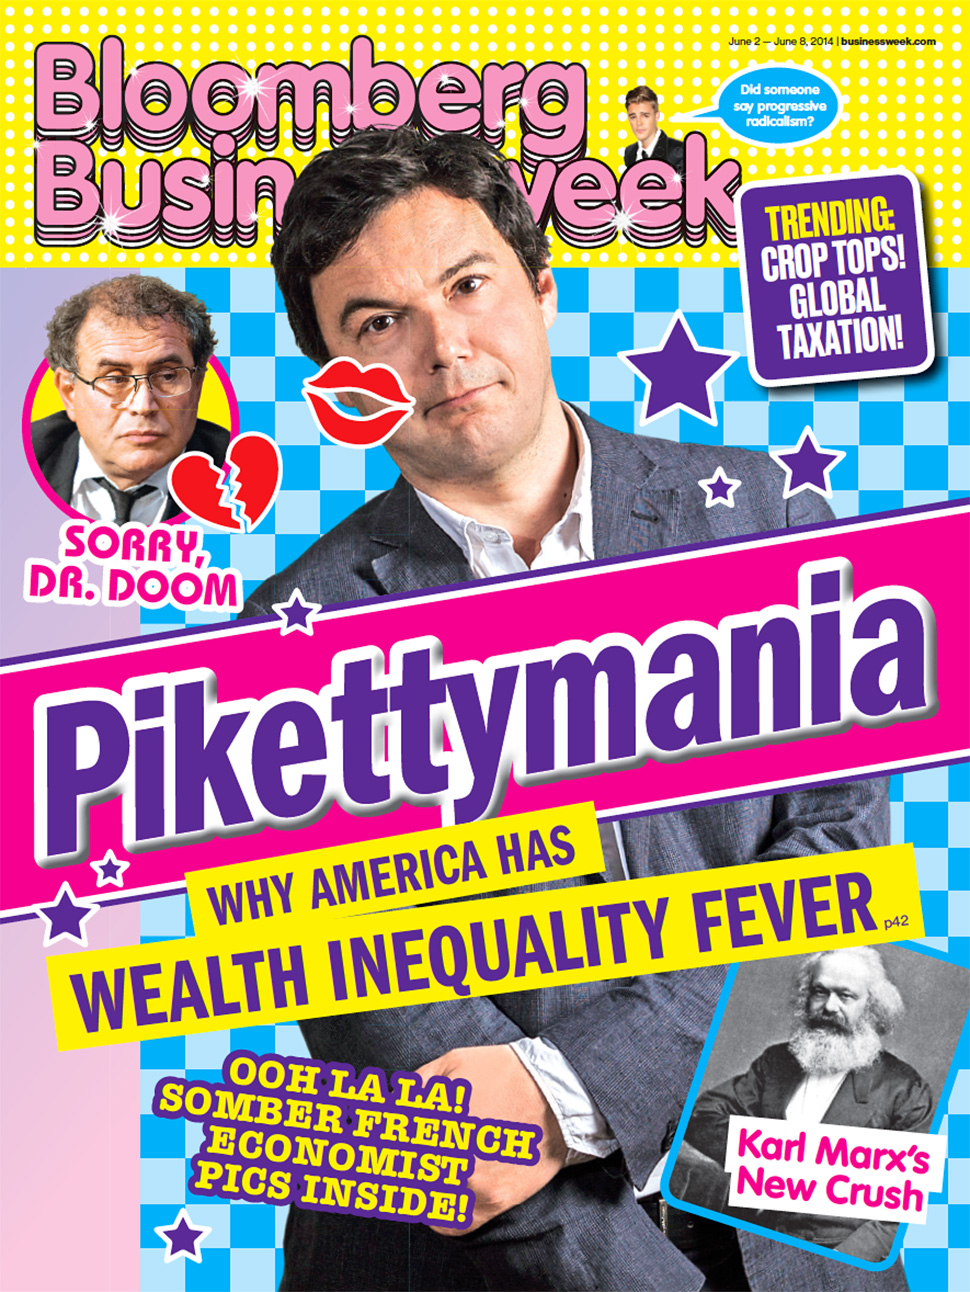 June 2 — June 8, 2014 | businessweek.com
Bloomberg
Businessweek
Did someone
say progressive
radicalism?
TRENDING:
CROP TOPS!
GLOBAL
TAXATION!
SORRY,
DR. DOOM
Pikettymania
WHY AMERICA HAS
WEALTH INEQUALITY FEVER p42
OOH LA LA!
SOMBER FRENCH
ECONOMIST
PICS INSIDE!
Karl Marx's
New Crush